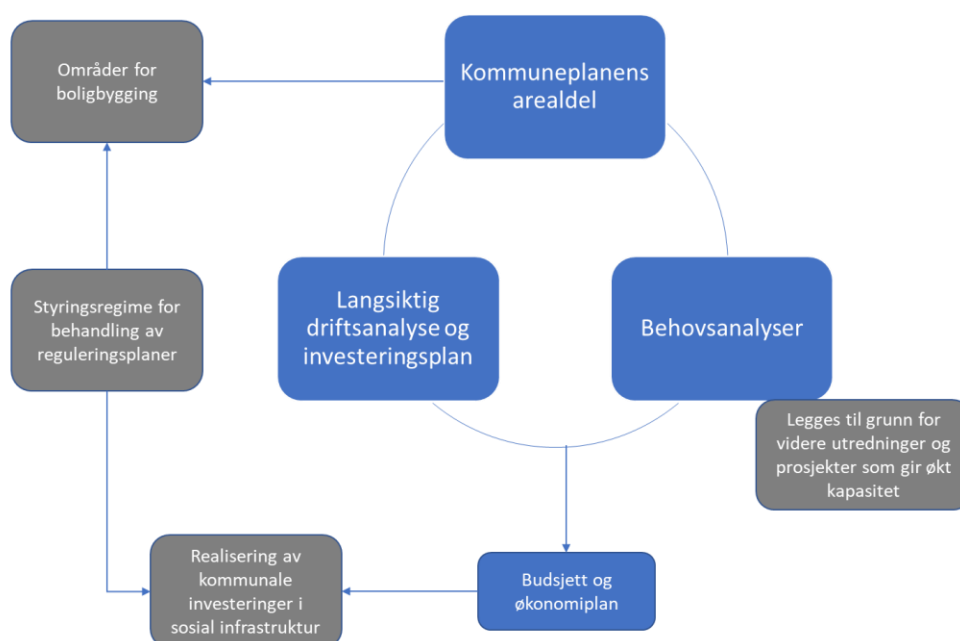 Områder for
boligbygging
Kommuneplanens
arealdel
Styringsregime for
behandling av
reguleringsplaner
Langsiktig
driftsanalyse og
investeringsplan
Behovsanalyser
Legges til grunn for
videre utredninger og
prosjekter som gir økt
kapasitet
Realisering av
kommunale
investeringer i
sosial infrastruktur
Budsjett og
økonomiplan